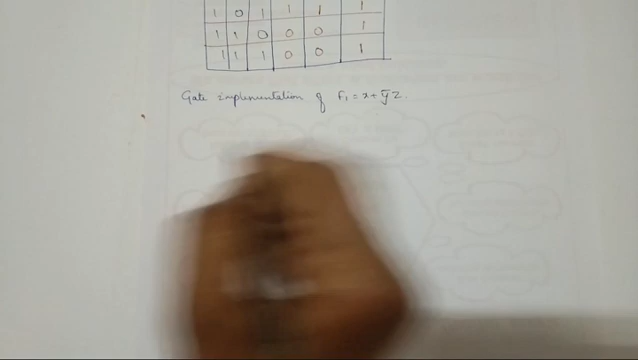 1 0 1 1 1 1
1 1 0 0 0 1
1 1 1 0 0 1
Gate implementation of F₁ = x + y̅z.